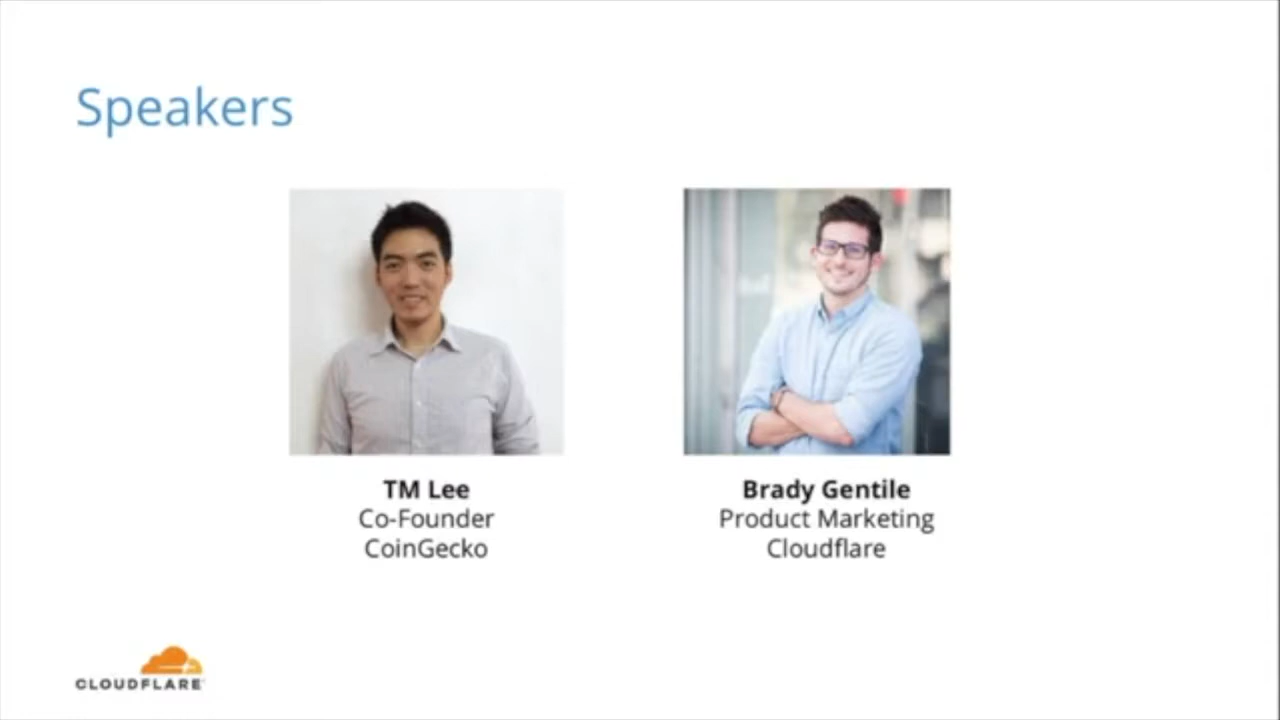 Speakers
TM Lee
Co-Founder
CoinGecko
Brady Gentile
Product Marketing
Cloudflare
CLOUDFLARE